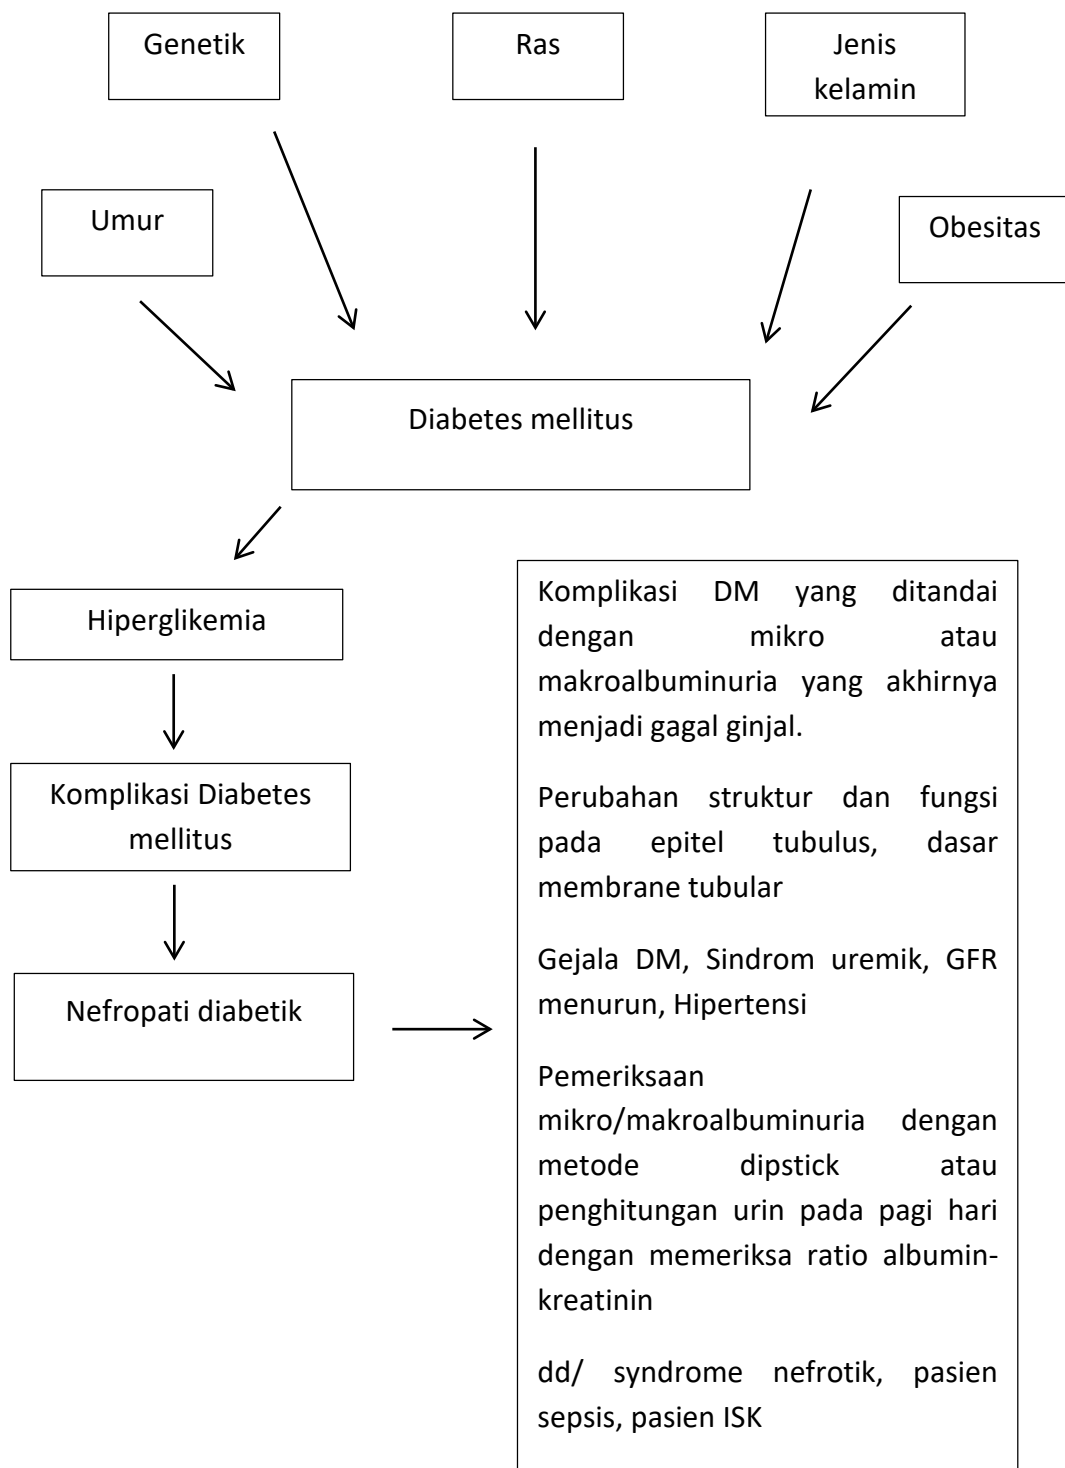 Genetik
Ras
Jenis
kelamin
Umur
Obesitas
Diabetes mellitus
Hiperglikemia
Komplikasi Diabetes
mellitus
Nefropati diabetik
Komplikasi DM yang ditandai
dengan mikro atau
makroalbuminuria yang akhirnya
menjadi gagal ginjal.
Perubahan struktur dan fungsi
pada epitel tubulus, dasar
membrane tubular
Gejala DM, Sindrom uremik, GFR
menurun, Hipertensi
Pemeriksaan
mikro/makroalbuminuria dengan
metode dipstick atau
penghitungan urin pada pagi hari
dengan memeriksa ratio albumin-
kreatinin
dd/ syndrome nefrotik, pasien
sepsis, pasien ISK